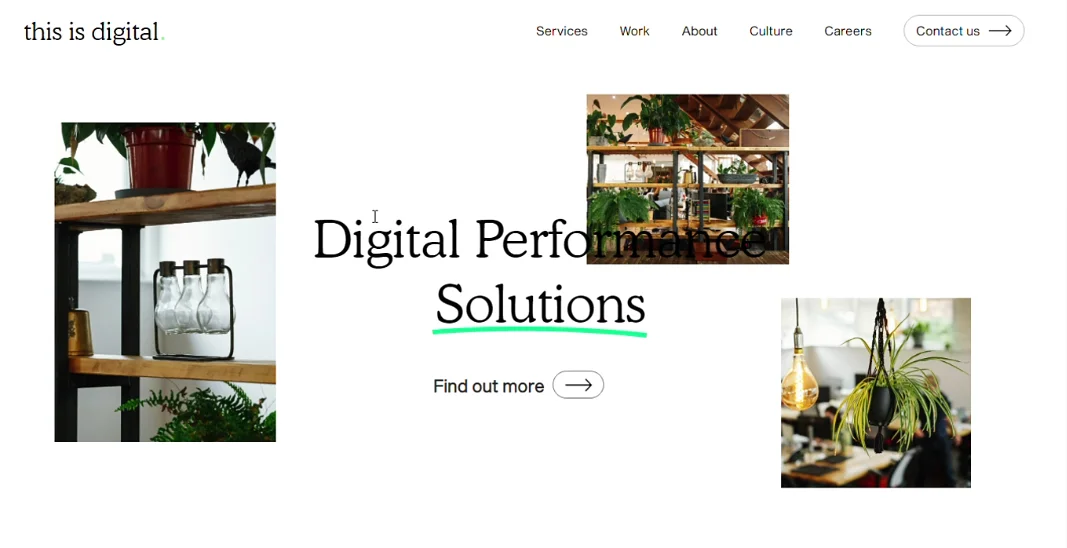 this is digital.
Services Work About Culture Careers Contact us
Digital Performance
Solutions
Find out more